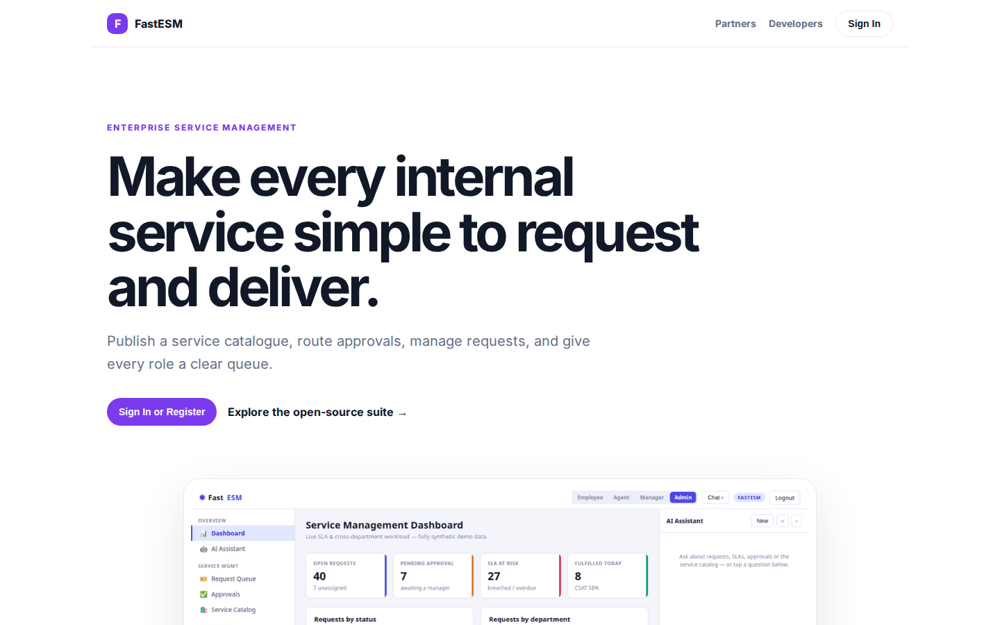 F FastESM
Partners Developers Sign In
ENTERPRISE SERVICE MANAGEMENT
Make every internal
service simple to request
and deliver.
Publish a service catalogue, route approvals, manage requests, and give
every role a clear queue.
Sign In or Register Explore the open-source suite →
Fast ESM
Employee Agent Manager Admin Chat › FASTESM Logout
OVERVIEW
Dashboard
AI Assistant
SERVICE MGMT
Request Queue
Approvals
Service Catalog
Service Management Dashboard
Live SLA & cross-department workload — fully synthetic demo data.
OPEN REQUESTS
40
7 unassigned
PENDING APPROVAL
7
awaiting a manager
SLA AT RISK
27
breached / overdue
FULFILLED TODAY
8
CSAT 58%
Requests by status
Requests by department
AI Assistant New « ›
Ask about requests, SLAs, approvals or the
service catalog — or tap a question below.